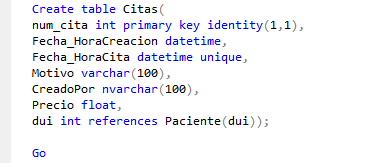 Create table Citas(
num_cita int primary key identity(1,1),
Fecha_HoraCreacion datetime,
Fecha_HoraCita datetime unique,
Motivo varchar(100),
CreadoPor nvarchar(100),
Precio float,
dui int references Paciente(dui));
Go